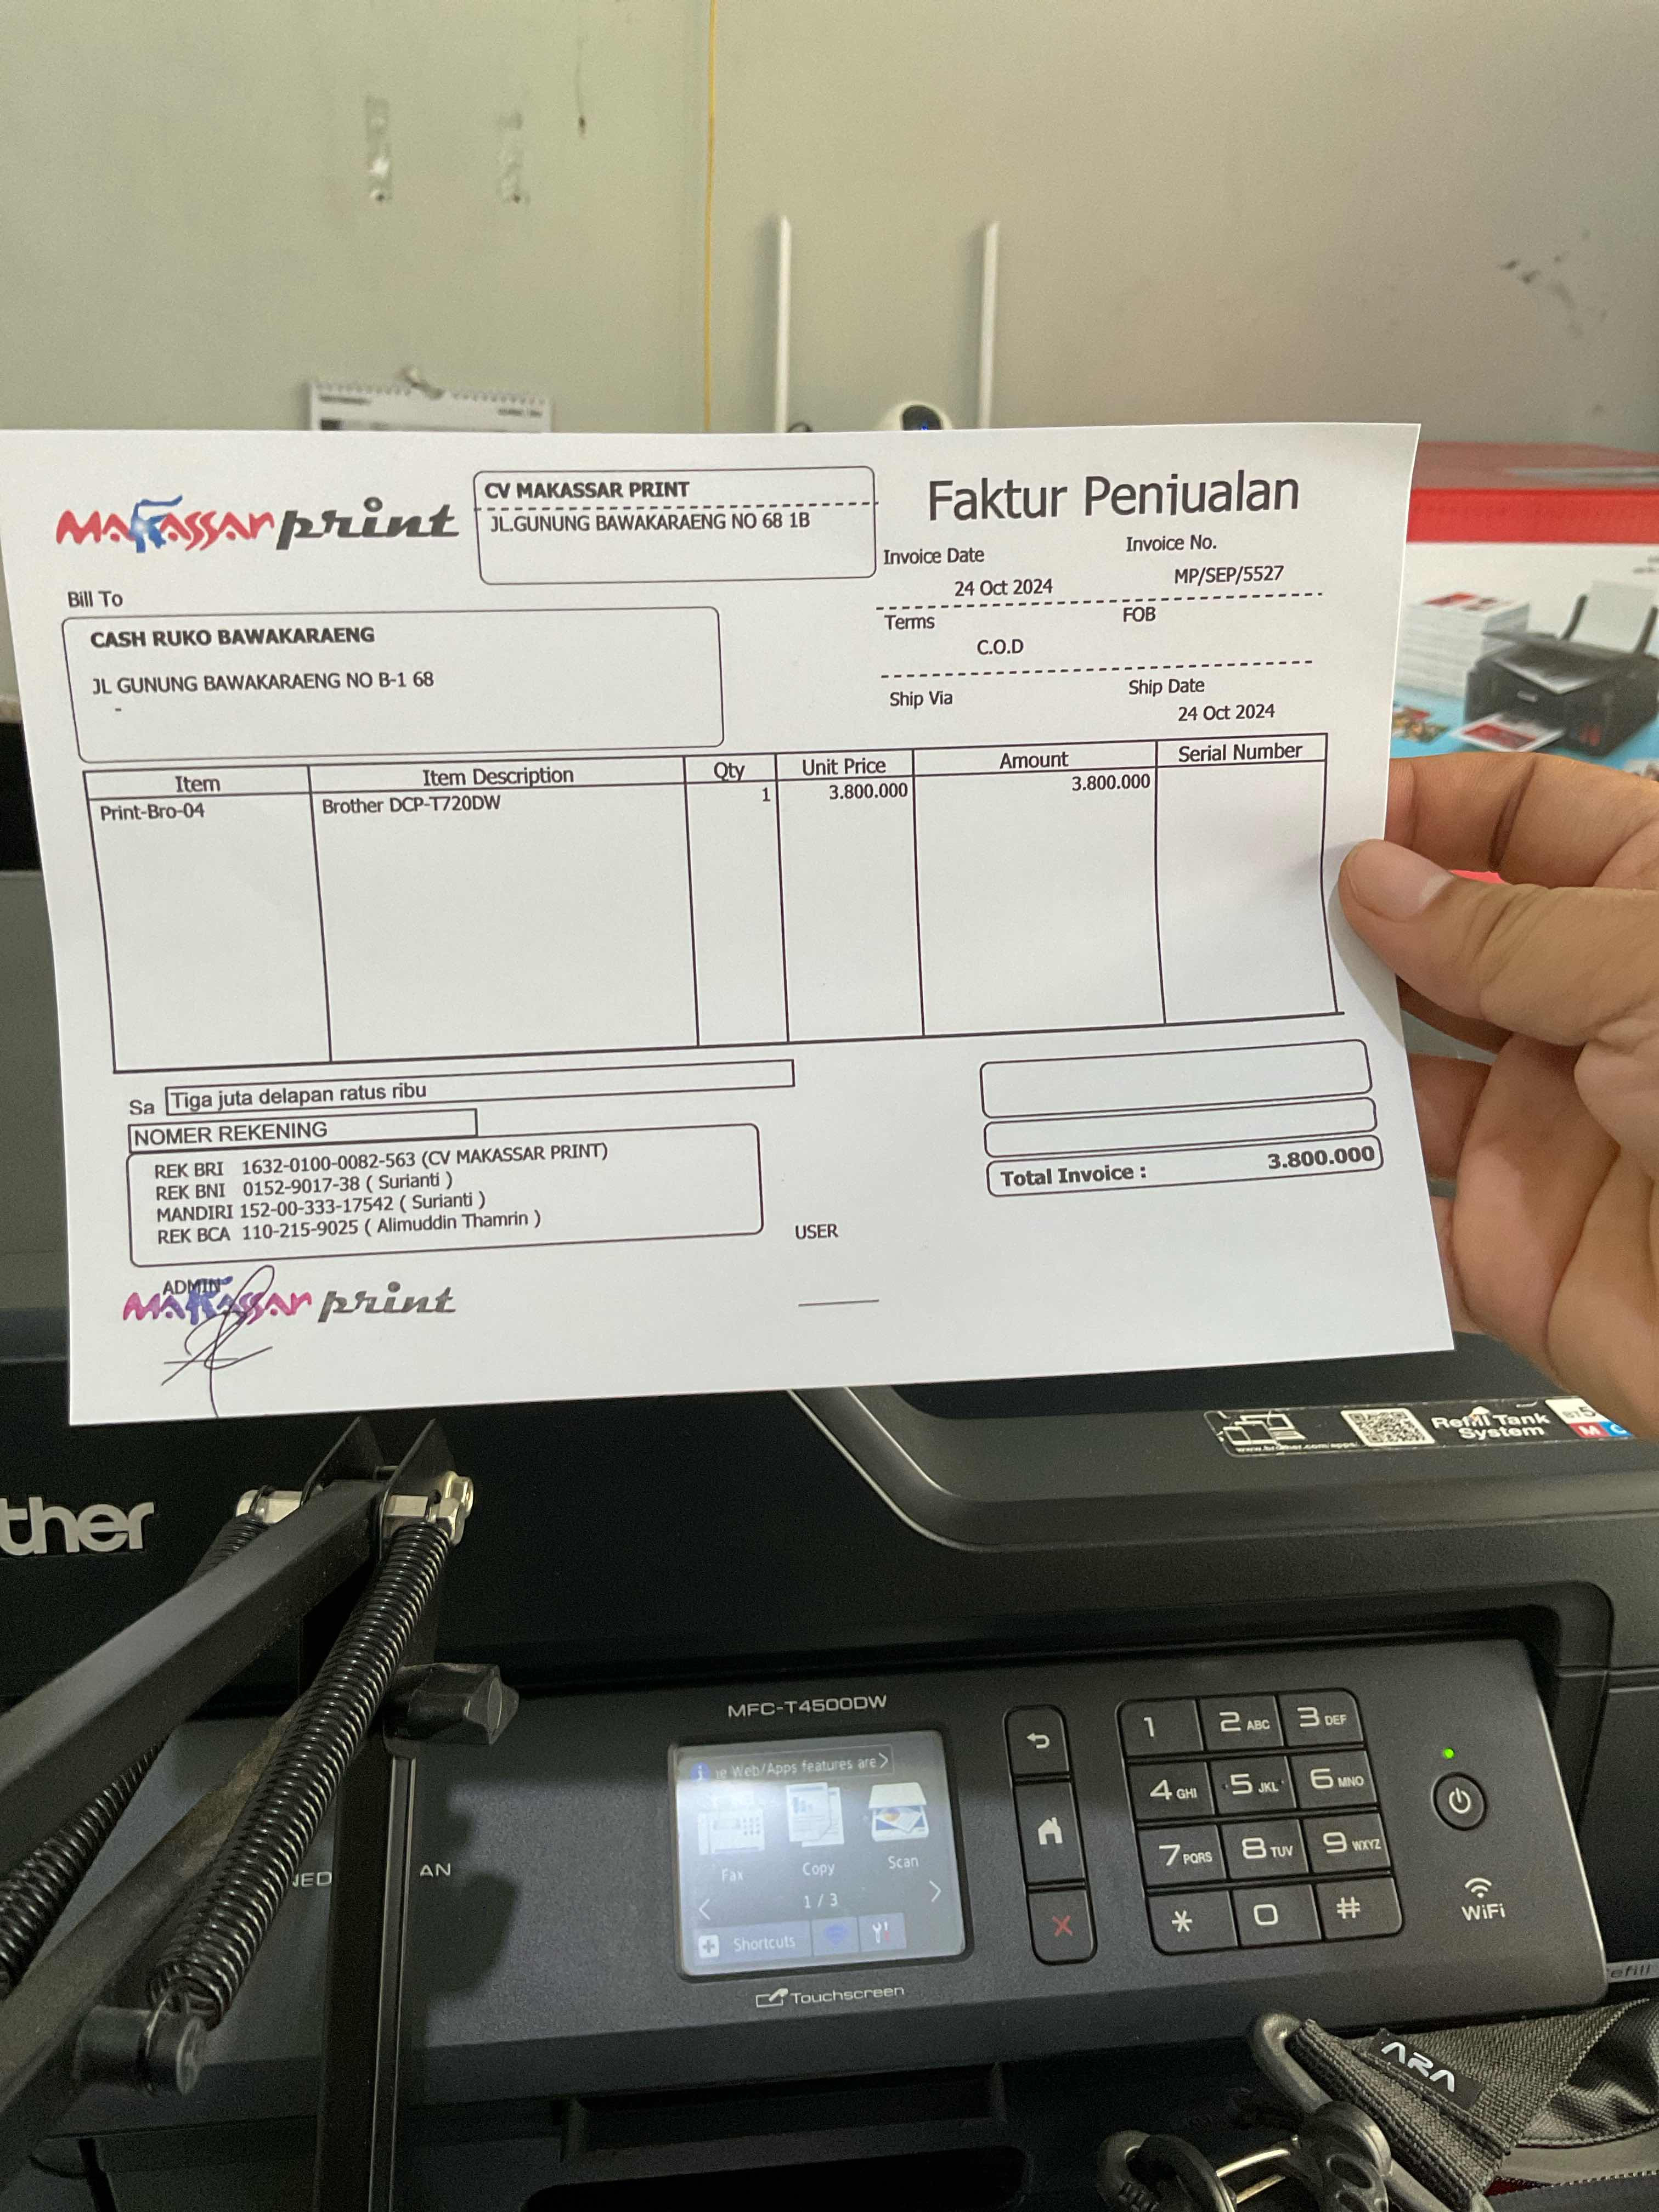 MAKASSAR print
CV MAKASSAR PRINT
JL.GUNUNG BAWAKARAENG NO 68 1B
Faktur Penjualan
Invoice Date
Invoice No.
24 Oct 2024
MP/SEP/5527
Terms
FOB
C.O.D
Ship Via
Ship Date
24 Oct 2024
Bill To
CASH RUKO BAWAKARAENG
JL GUNUNG BAWAKARAENG NO B-1 68
-
Item Item Description Qty Unit Price Amount Serial Number
Print-Bro-04 Brother DCP-T720DW 1 3.800.000 3.800.000
Sa Tiga juta delapan ratus ribu
NOMER REKENING
REK BRI 1632-0100-0082-563 (CV MAKASSAR PRINT)
REK BNI 0152-9017-38 ( Surianti )
MANDIRI 152-00-333-17542 ( Surianti )
REK BCA 110-215-9025 ( Alimuddin Thamrin )
Total Invoice : 3.800.000
USER
ADMIN
MAKASSAR print
Refill Tank
System
M C
ther
MFC-T4500DW
e Web/Apps features are
Fax Copy Scan
1 / 3
Shortcuts
Touchscreen
AN
1 2 ABC 3 DEF
4 GHI 5 JKL 6 MNO
7 PQRS 8 TUV 9 WXYZ
* 0 #
WiFi
efill
ARA